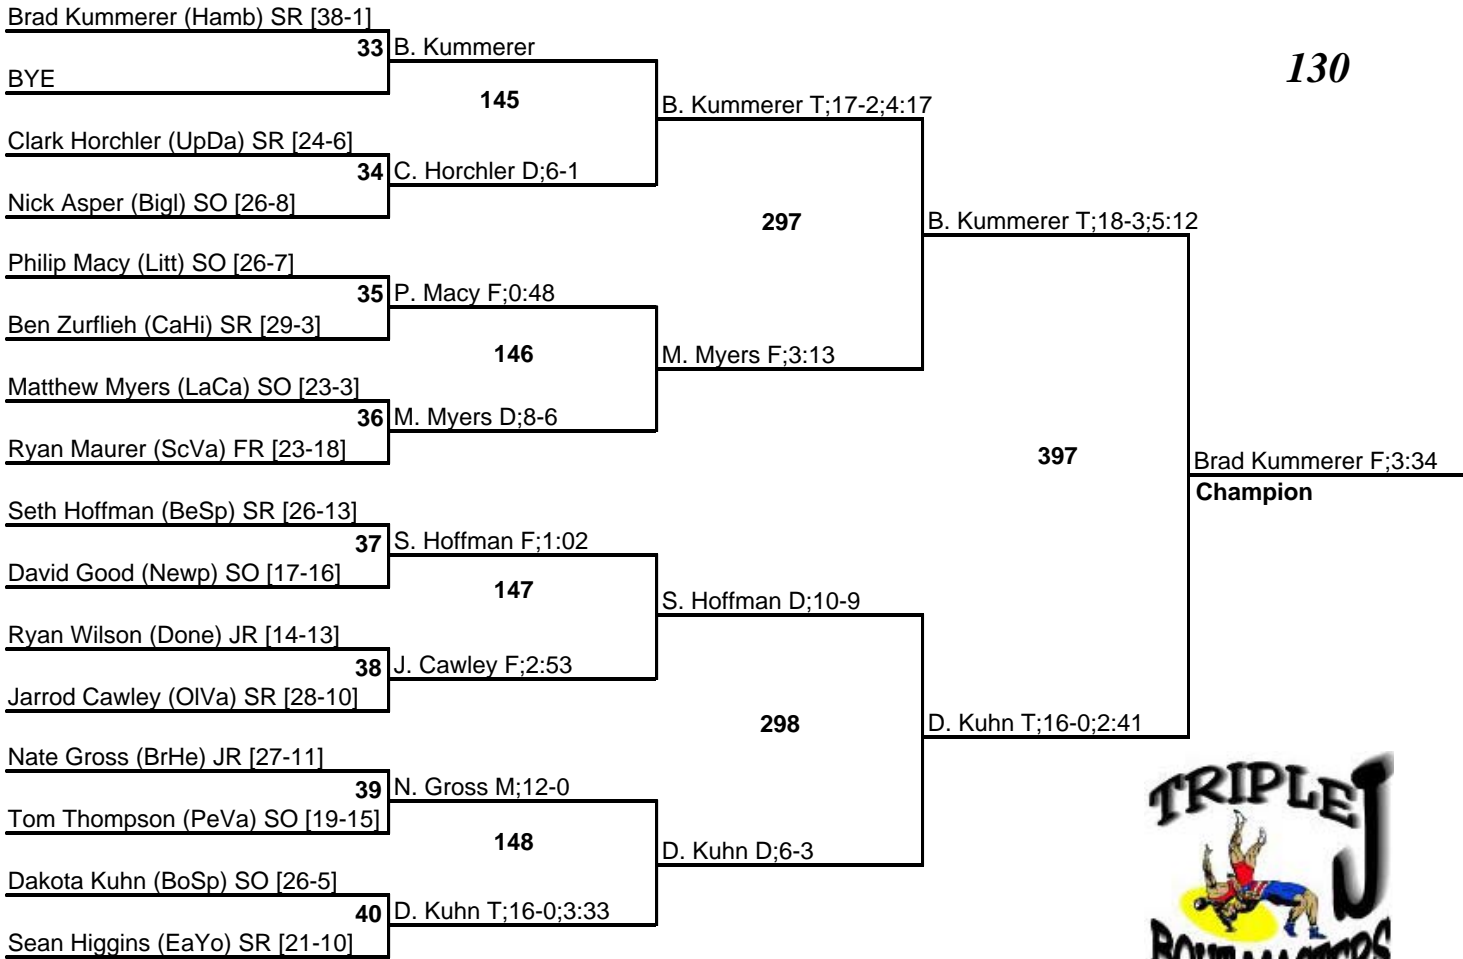 Brad Kummerer (Hamb) SR [38-1]
33 B. Kummerer
BYE
130
145
B. Kummerer T;17-2;4:17
Clark Horchler (UpDa) SR [24-6]
34 C. Horchler D;6-1
Nick Asper (Bigl) SO [26-8]
297
B. Kummerer T;18-3;5:12
Philip Macy (Litt) SO [26-7]
35 P. Macy F;0:48
Ben Zurflieh (CaHi) SR [29-3]
146
M. Myers F;3:13
Matthew Myers (LaCa) SO [23-3]
36 M. Myers D;8-6
Ryan Maurer (ScVa) FR [23-18]
397
Brad Kummerer F;3:34
Champion
Seth Hoffman (BeSp) SR [26-13]
37 S. Hoffman F;1:02
David Good (Newp) SO [17-16]
147
S. Hoffman D;10-9
Ryan Wilson (Done) JR [14-13]
38 J. Cawley F;2:53
Jarrod Cawley (OlVa) SR [28-10]
298
D. Kuhn T;16-0;2:41
Nate Gross (BrHe) JR [27-11]
39 N. Gross M;12-0
Tom Thompson (PeVa) SO [19-15]
148
D. Kuhn D;6-3
Dakota Kuhn (BoSp) SO [26-5]
40 D. Kuhn T;16-0;3:33
Sean Higgins (EaYo) SR [21-10]
TRIPLE J
BOUT MASTERS